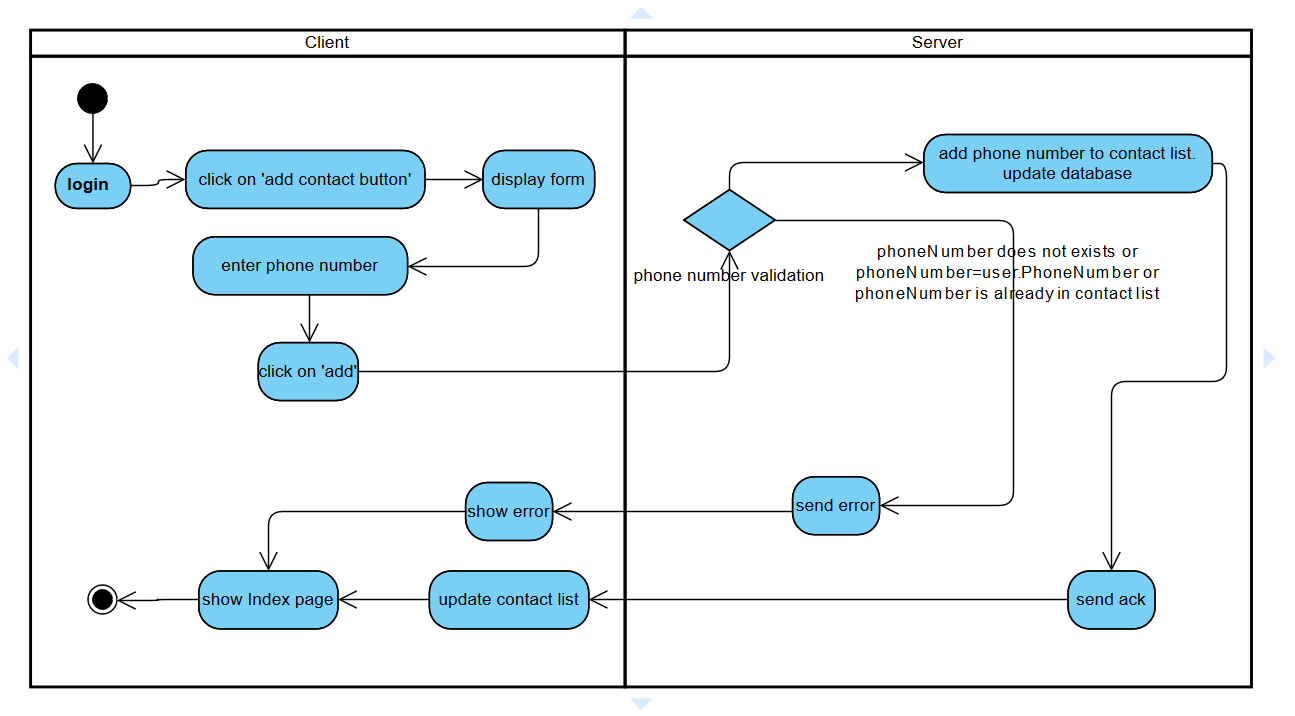 Client
Server
login
click on 'add contact button'
display form
enter phone number
click on 'add'
phone number validation
add phone number to contact list.
update database
phoneNumber does not exists or
phoneNumber=user.PhoneNumber or
phoneNumber is already in contact list
send error
show error
show Index page
update contact list
send ack